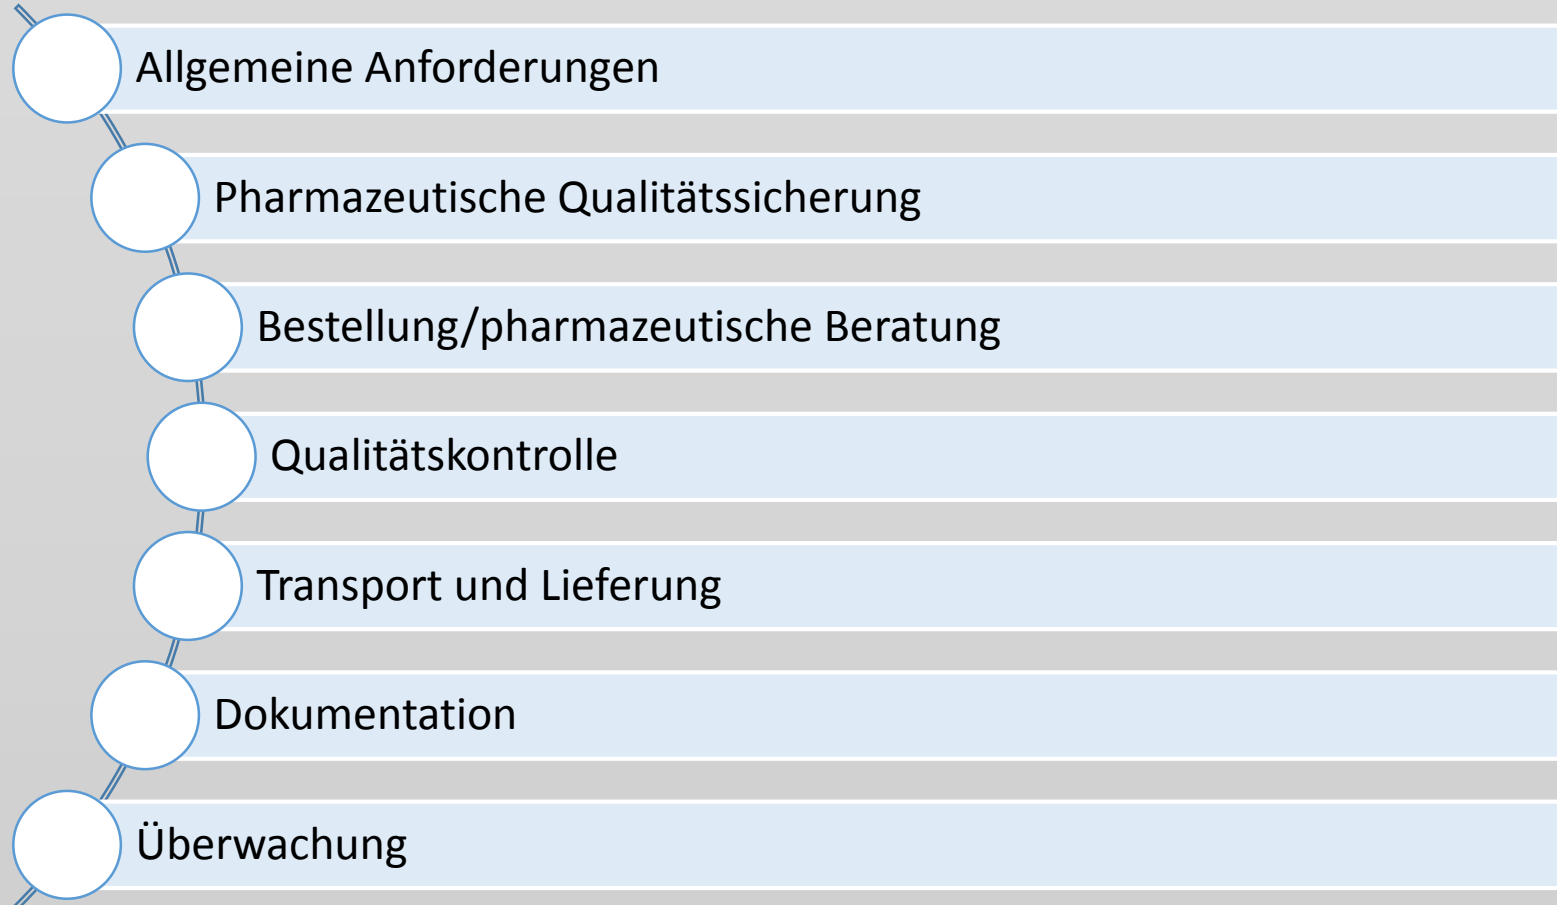 Allgemeine Anforderungen
Pharmazeutische Qualitätssicherung
Bestellung/pharmazeutische Beratung
Qualitätskontrolle
Transport und Lieferung
Dokumentation
Überwachung